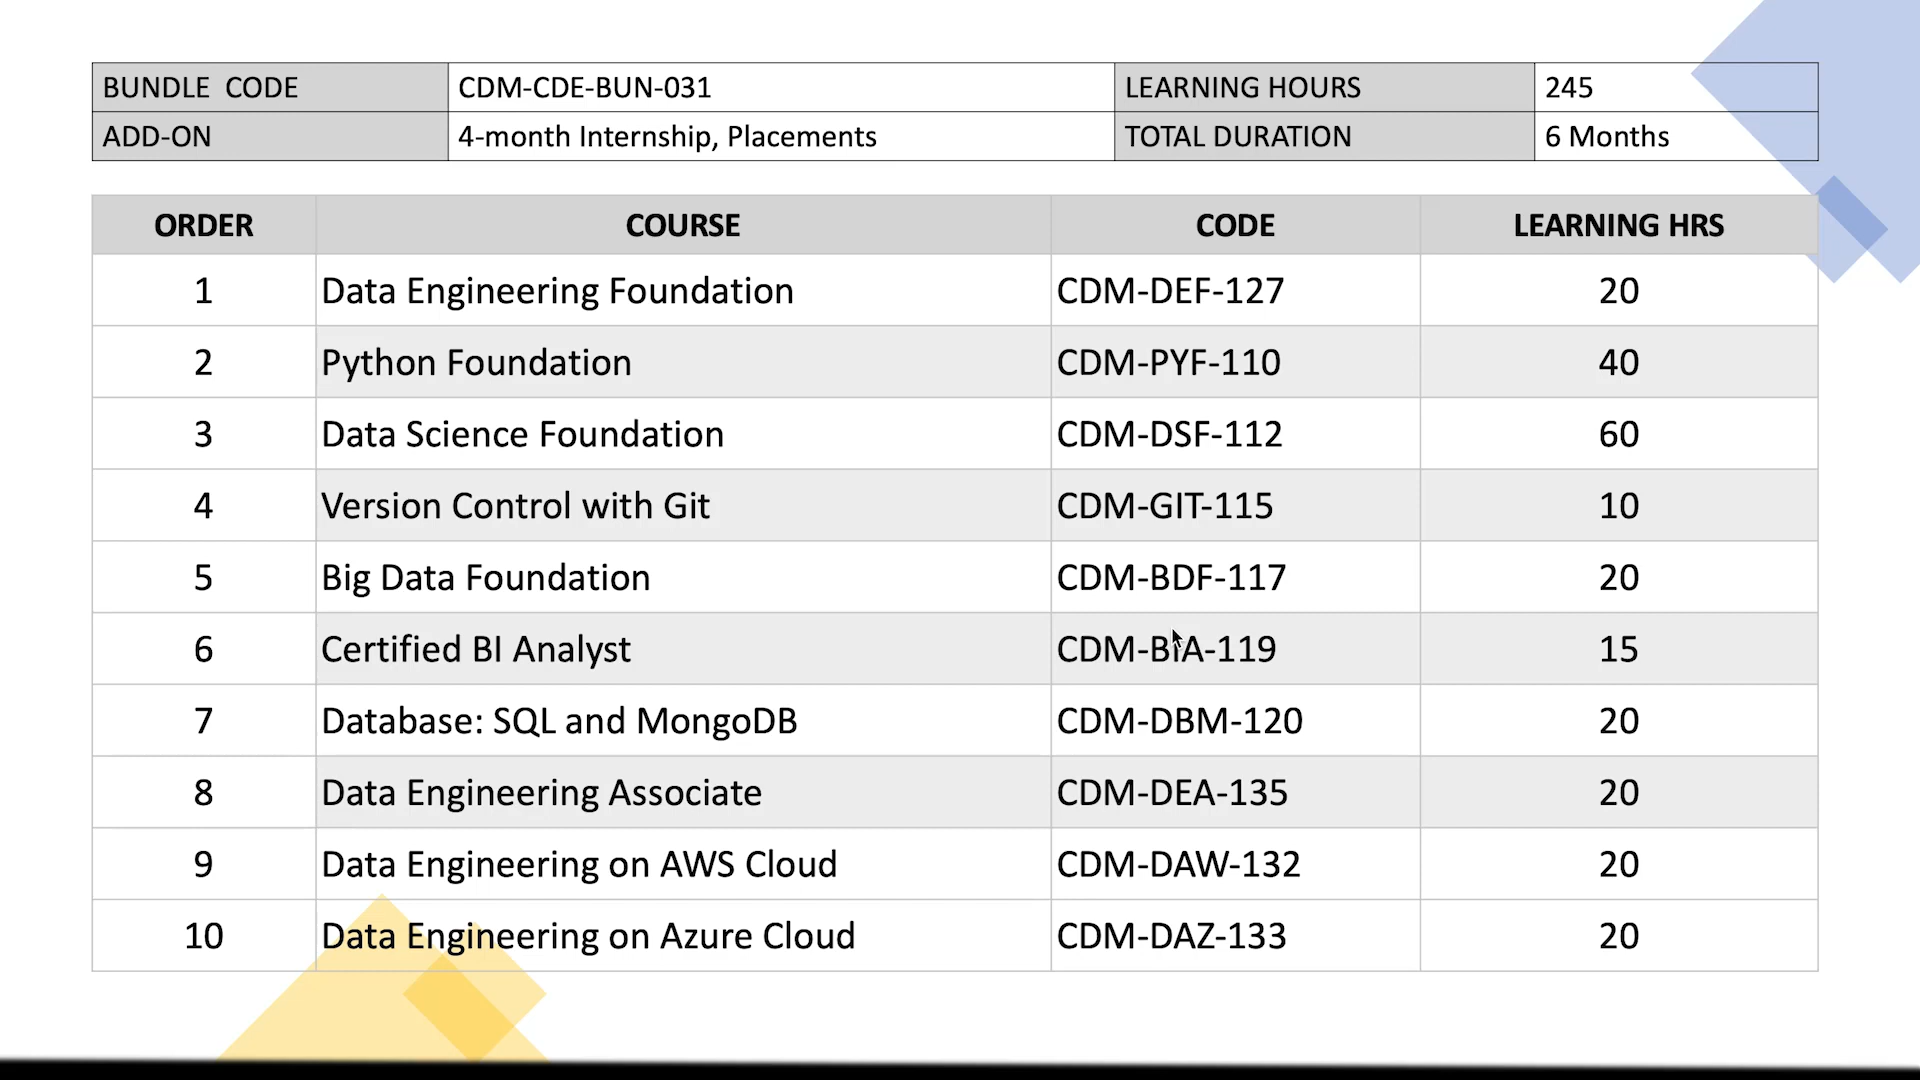 BUNDLE CODE CDM-CDE-BUN-031 LEARNING HOURS 245
ADD-ON 4-month Internship, Placements TOTAL DURATION 6 Months
ORDER COURSE CODE LEARNING HRS
1 Data Engineering Foundation CDM-DEF-127 20
2 Python Foundation CDM-PYF-110 40
3 Data Science Foundation CDM-DSF-112 60
4 Version Control with Git CDM-GIT-115 10
5 Big Data Foundation CDM-BDF-117 20
6 Certified BI Analyst CDM-BIA-119 15
7 Database: SQL and MongoDB CDM-DBM-120 20
8 Data Engineering Associate CDM-DEA-135 20
9 Data Engineering on AWS Cloud CDM-DAW-132 20
10 Data Engineering on Azure Cloud CDM-DAZ-133 20